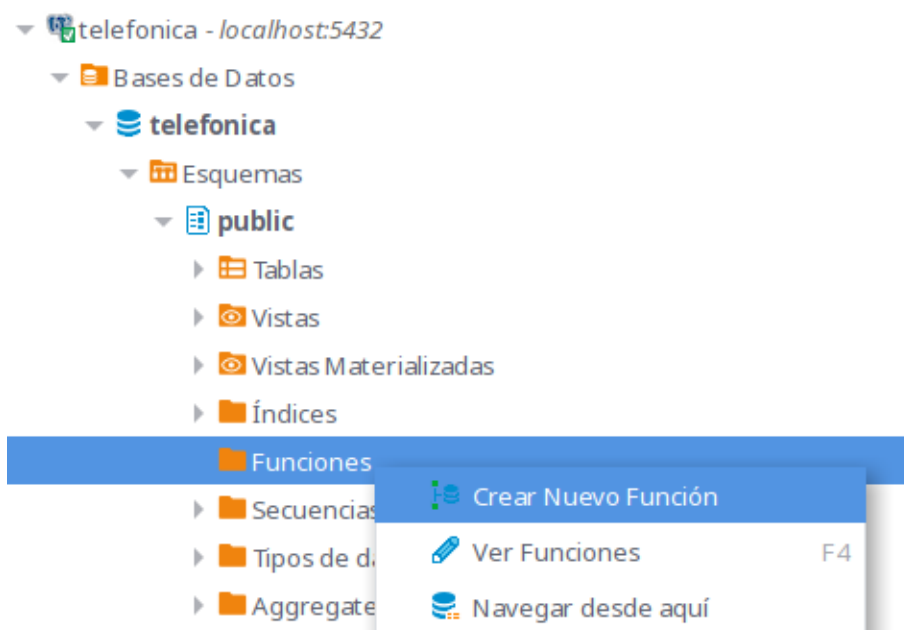 telefonica - localhost:5432
Bases de Datos
telefonica
Esquemas
public
Tablas
Vistas
Vistas Materializadas
Índices
Funciones
Crear Nuevo Función
Secuencias
Ver Funciones F4
Tipos de da
Aggregate
Navegar desde aquí